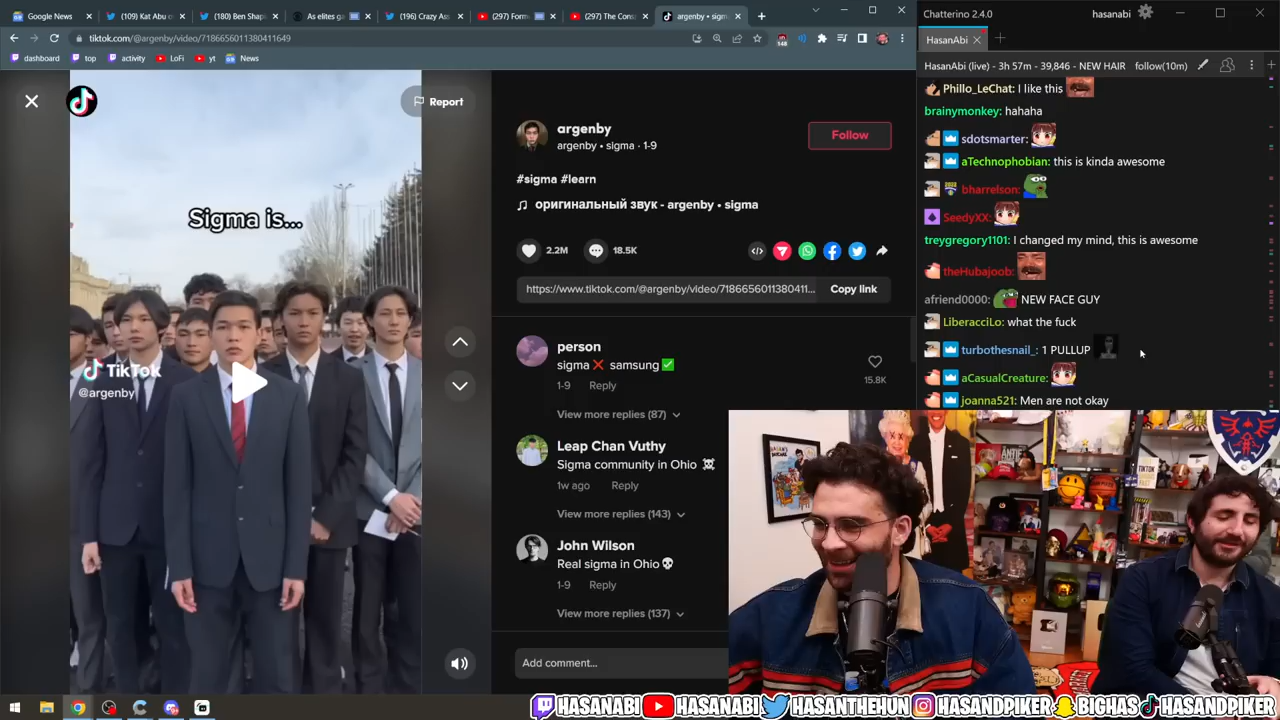 Google News
(109) Kat Abu o
(180) Ben Shap
As elites ga
(196) Crazy Ass
(297) Form
(297) The Cons
argenby • sigm
tiktok.com/@argenby/video/7186656011380411649
dashboard
top
activity
LoFi
yt
News
Report
Sigma is...
TikTok
@argenby
argenby
argenby • sigma · 1-9
Follow
#sigma #learn
оригинальный звук - argenby • sigma
2.2M
18.5K
https://www.tiktok.com/@argenby/video/7186656011380411...
Copy link
person
sigma❌ samsung✅
1-9 Reply
15.8K
View more replies (87)
Leap Chan Vuthy
Sigma community in Ohio ☠
1w ago Reply
View more replies (143)
John Wilson
Real sigma in Ohio💀
1-9 Reply
View more replies (137)
Add comment...
Chatterino 2.4.0
hasanabi
HasanAbi
HasanAbi (live) - 3h 57m - 39,846 - NEW HAIR
follow(10m)
Phillo_LeChat: I like this
brainymonkey: hahaha
sdotsmarter:
aTechnophobian: this is kinda awesome
bharrelson:
SeedyXX:
treygregory1101: I changed my mind, this is awesome
theHubajoob:
afriend0000: NEW FACE GUY
LiberacciLo: what the fuck
turbothesnail_: 1 PULLUP
aCasualCreature:
joanna521: Men are not okay
HASANABI
HASANABI
HASANTHEHUN
HASANDPIKER
BIGHAS
HASANDPIKER